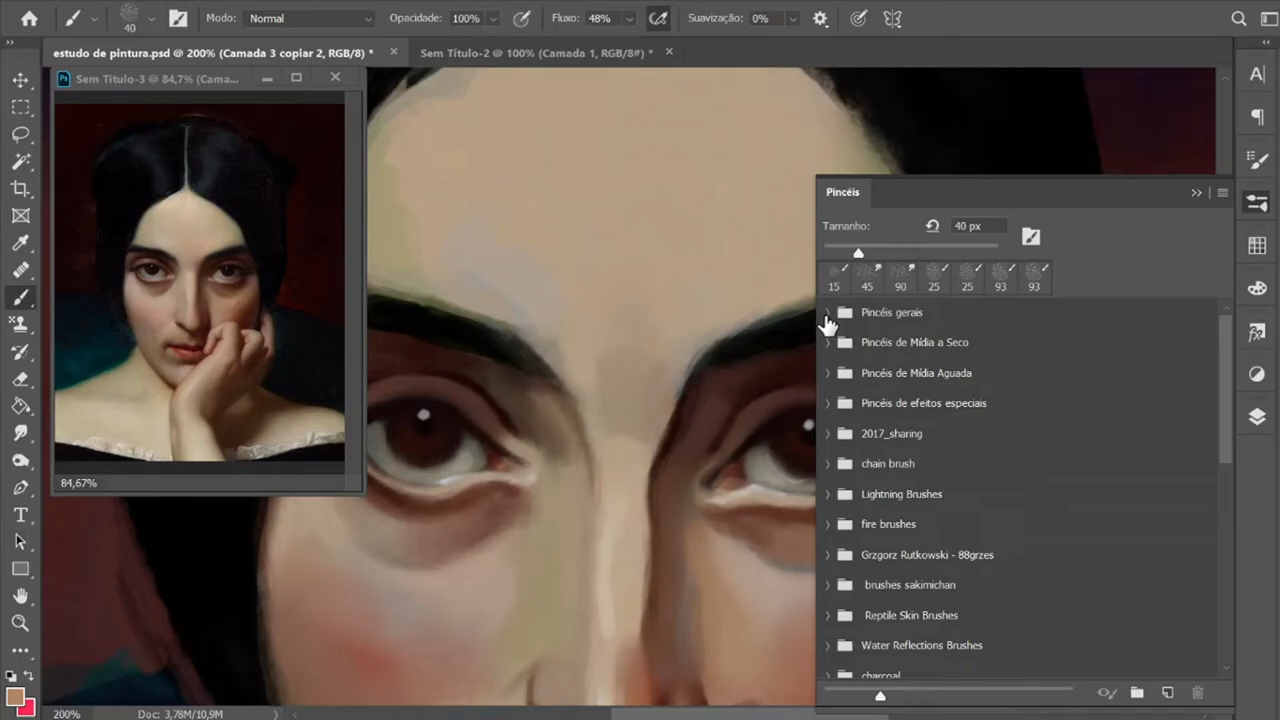 40 Modo: Normal Opacidade: 100% Fluxo: 48% Suavização: 0%
estudo de pintura.psd @ 200% (Camada 3 copiar 2, RGB/8) * Sem Título-2 @ 100% (Camada 1, RGB/8#) *
Ps Sem Título-3 @ 84,7% (Cama...
84,67%
Pincéis
Tamanho: 40 px
15 45 90 25 25 93 93
Pincéis gerais
Pincéis de Mídia a Seco
Pincéis de Mídia Aguada
Pincéis de efeitos especiais
2017_sharing
chain brush
Lightning Brushes
fire brushes
Grzgorz Rutkowski - 88grzes
brushes sakimichan
Reptile Skin Brushes
Water Reflections Brushes
charcoal
200% Doc: 3,78M/10,9M